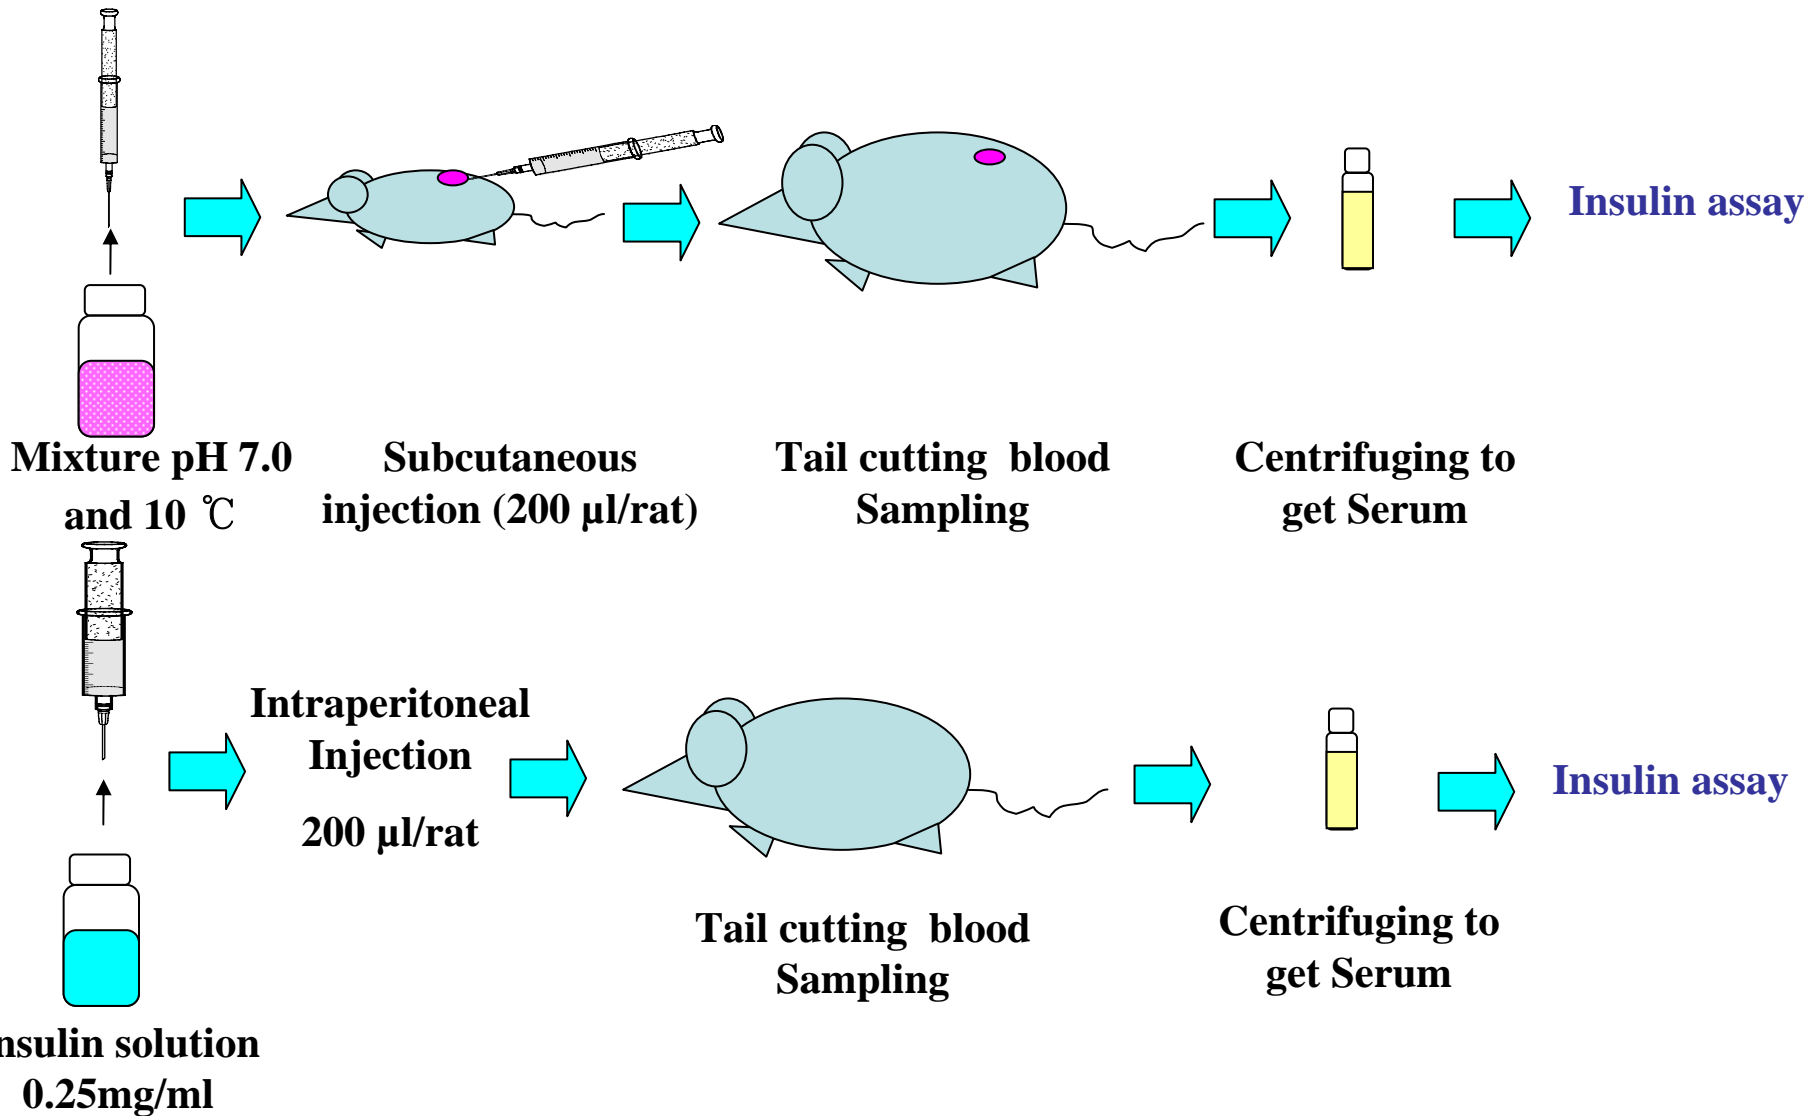 Insulin assay
Mixture pH 7.0
and 10 ℃
Subcutaneous
injection (200 µl/rat)
Tail cutting blood
Sampling
Centrifuging to
get Serum
Intraperitoneal
Injection
200 µl/rat
Insulin assay
Tail cutting blood
Sampling
Centrifuging to
get Serum
nsulin solution
0.25mg/ml